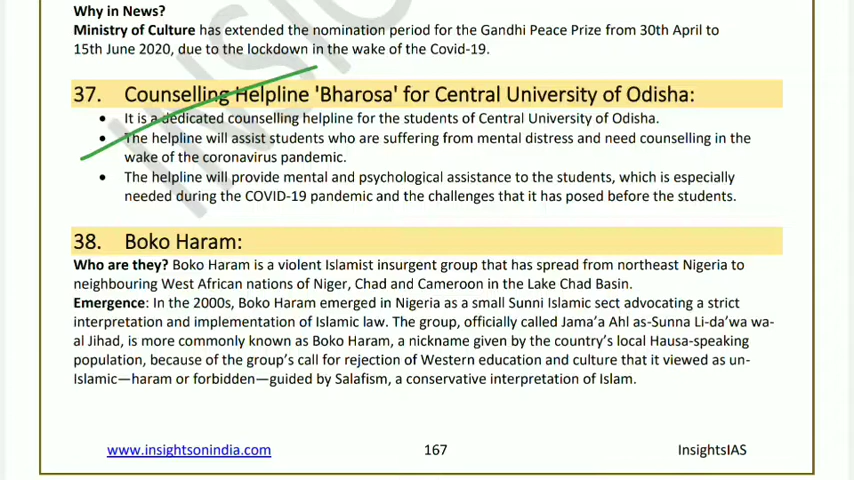 Why in News?
Ministry of Culture has extended the nomination period for the Gandhi Peace Prize from 30th April to
15th June 2020, due to the lockdown in the wake of the Covid-19.
37. Counselling Helpline 'Bharosa' for Central University of Odisha:
• It is a dedicated counselling helpline for the students of Central University of Odisha.
• The helpline will assist students who are suffering from mental distress and need counselling in the
wake of the coronavirus pandemic.
• The helpline will provide mental and psychological assistance to the students, which is especially
needed during the COVID-19 pandemic and the challenges that it has posed before the students.
38. Boko Haram:
Who are they? Boko Haram is a violent Islamist insurgent group that has spread from northeast Nigeria to
neighbouring West African nations of Niger, Chad and Cameroon in the Lake Chad Basin.
Emergence: In the 2000s, Boko Haram emerged in Nigeria as a small Sunni Islamic sect advocating a strict
interpretation and implementation of Islamic law. The group, officially called Jama’a Ahl as-Sunna Li-da’wa wa-
al Jihad, is more commonly known as Boko Haram, a nickname given by the country’s local Hausa-speaking
population, because of the group’s call for rejection of Western education and culture that it viewed as un-
Islamic—haram or forbidden—guided by Salafism, a conservative interpretation of Islam.
www.insightsonindia.com 167 InsightsIAS